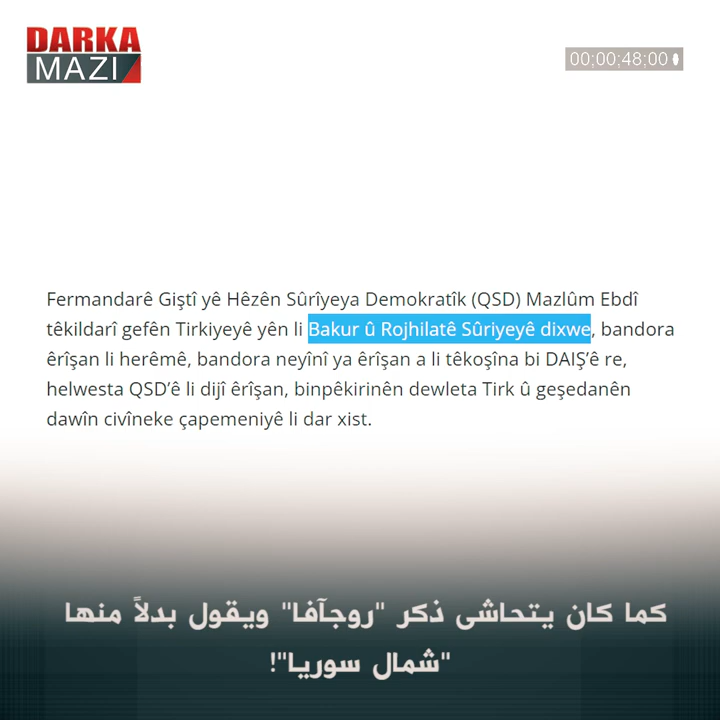 DARKA
MAZI
00;00;48;00
Fermandarê Giştî yê Hêzên Sûrîyeya Demokratîk (QSD) Mazlûm Ebdî
têkildarî gefên Tirkiyeyê yên li Bakur û Rojhilatê Sûriyeyê dixwe, bandora
êrîşan li herêmê, bandora neyînî ya êrîşan a li têkoşîna bi DAIŞ’ê re,
helwesta QSD’ê li dijî êrîşan, binpêkirinên dewleta Tirk û geşedanên
dawîn civîneke çapemeniyê li dar xist.
كما كان يتحاشى ذكر "روجآفا" ويقول بدلاً منها
"شمال سوريا"!